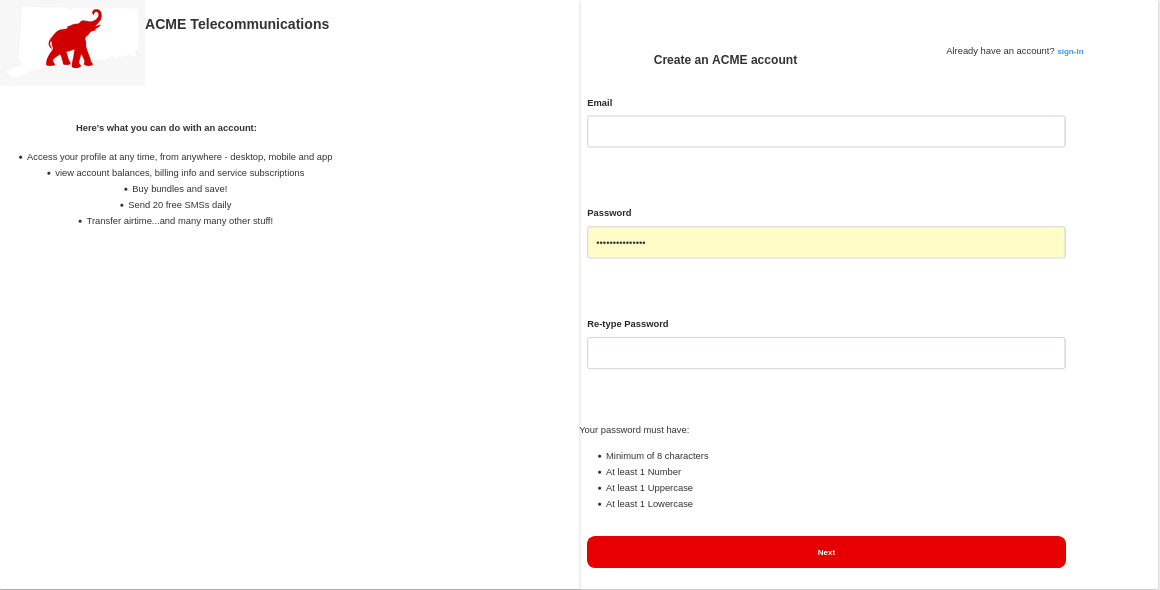 ACME Telecommunications
Here's what you can do with an account:
• Access your profile at any time, from anywhere - desktop, mobile and app
• view account balances, billing info and service subscriptions
• Buy bundles and save!
• Send 20 free SMSs daily
• Transfer airtime...and many many other stuff!
Already have an account? sign-in
Create an ACME account
Email
Password
•••••••••••••••
Re-type Password
Your password must have:
• Minimum of 8 characters
• At least 1 Number
• At least 1 Uppercase
• At least 1 Lowercase
Next